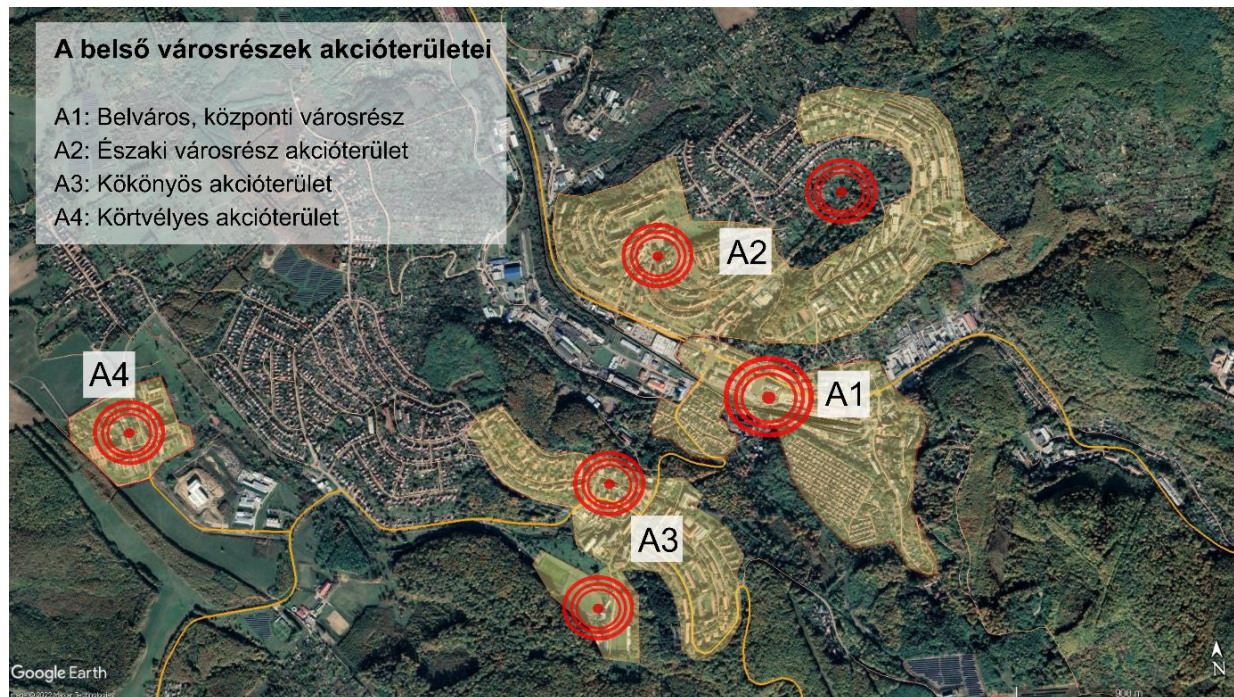 A belső városrészek akcióterületei
A1: Belváros, központi városrész
A2: Északi városrész akcióterület
A3: Kökönyös akcióterület
A4: Körtvélyes akcióterület
A2
A1
A4
A3
Google Earth
N
900 m